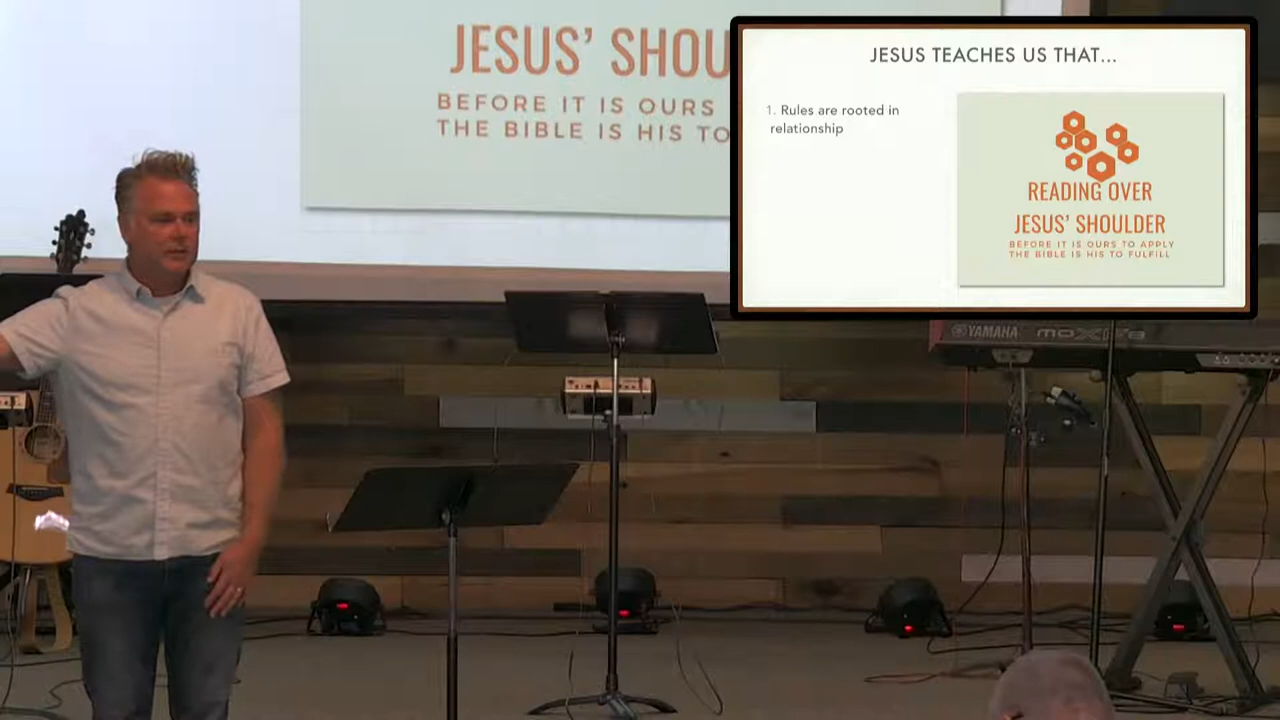 JESUS' SHOU
BEFORE IT IS OURS
THE BIBLE IS HIS TO
JESUS TEACHES US THAT...
1. Rules are rooted in
relationship
READING OVER
JESUS' SHOULDER
BEFORE IT IS OURS TO APPLY
THE BIBLE IS HIS TO FULFILL
YAMAHA